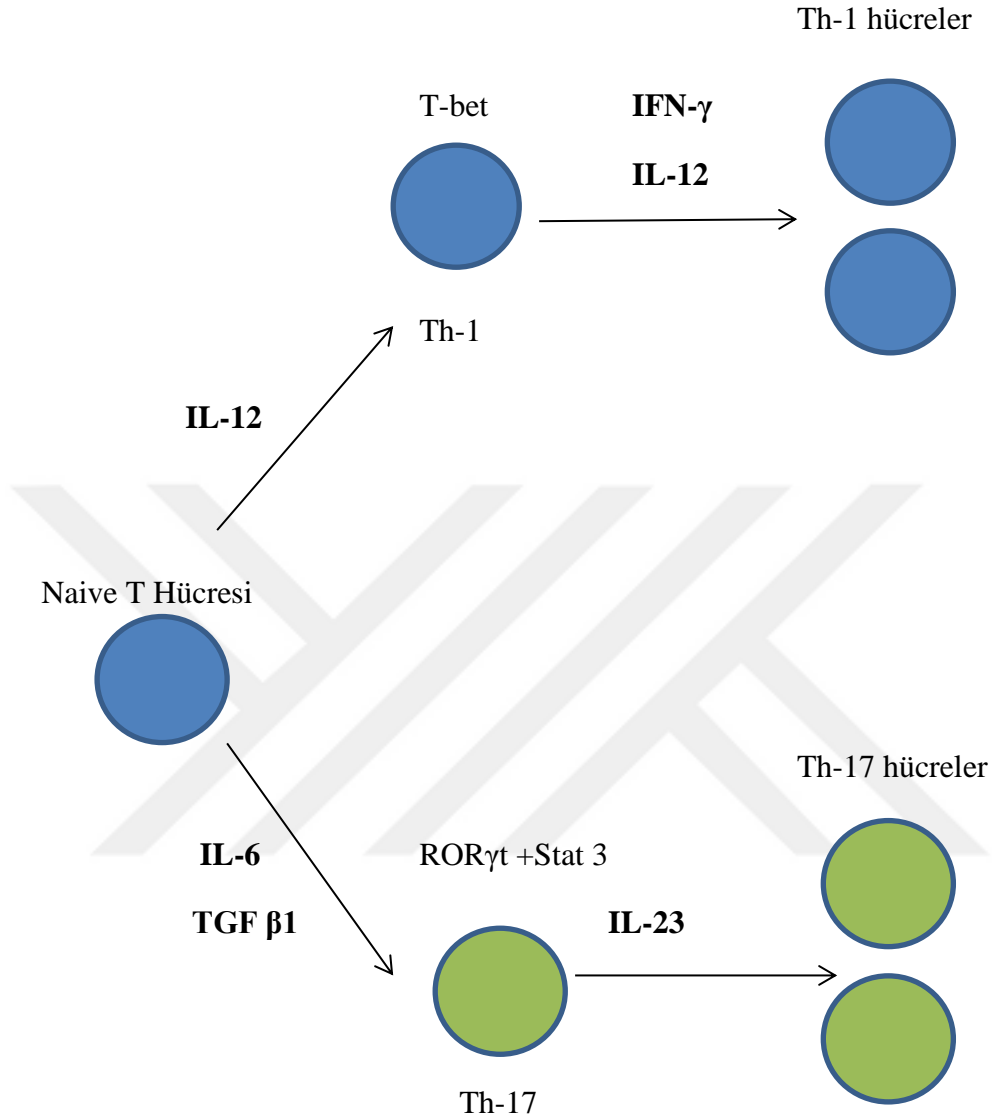 Th-1 hücreler
T-bet
IFN-γ
IL-12
Th-1
IL-12
Naive T Hücresi
Th-17 hücreler
IL-6
RORγt +Stat 3
TGF β1
IL-23
Th-17